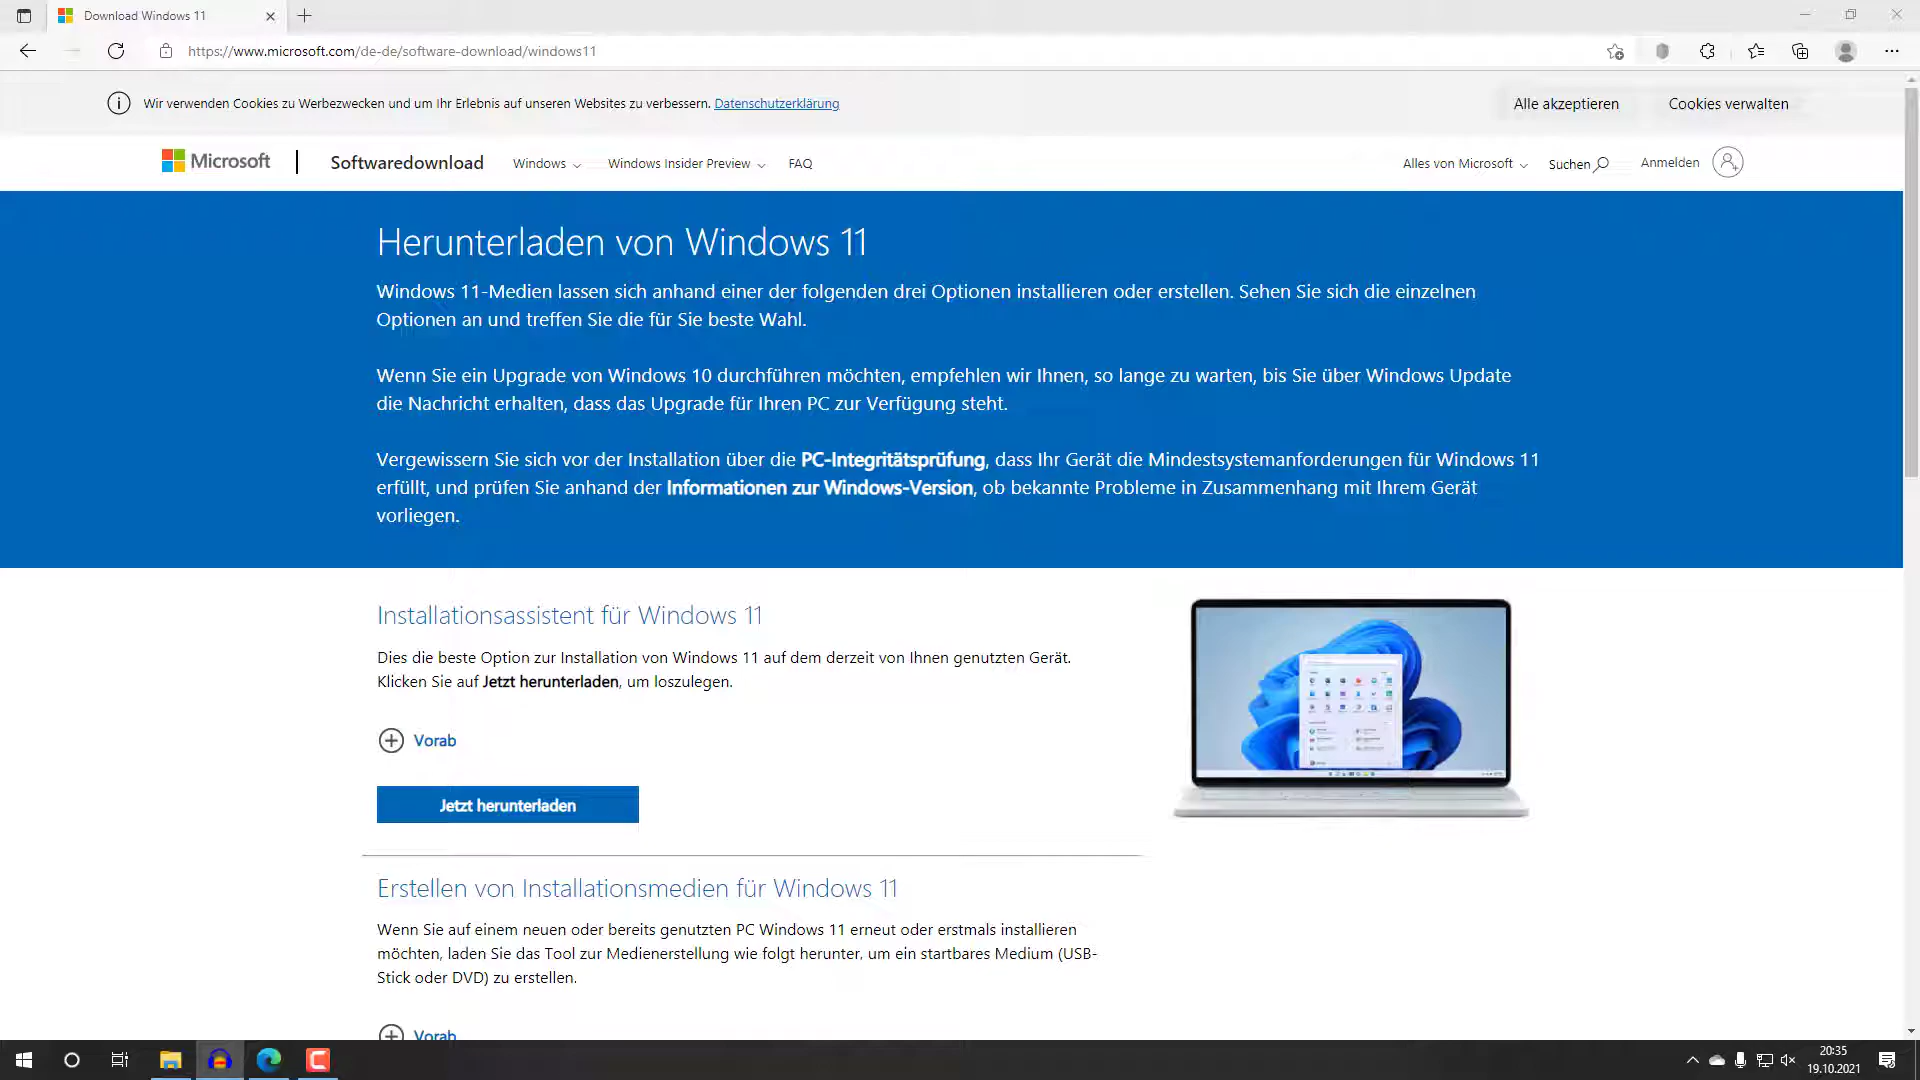 Download Windows 11
https://www.microsoft.com/de-de/software-download/windows11
Wir verwenden Cookies zu Werbezwecken und um Ihr Erlebnis auf unseren Websites zu verbessern. Datenschutzerklärung
Alle akzeptieren
Cookies verwalten
Microsoft
Softwaredownload
Windows
Windows Insider Preview
FAQ
Alles von Microsoft
Suchen
Anmelden
Herunterladen von Windows 11
Windows 11-Medien lassen sich anhand einer der folgenden drei Optionen installieren oder erstellen. Sehen Sie sich die einzelnen
Optionen an und treffen Sie die für Sie beste Wahl.
Wenn Sie ein Upgrade von Windows 10 durchführen möchten, empfehlen wir Ihnen, so lange zu warten, bis Sie über Windows Update
die Nachricht erhalten, dass das Upgrade für Ihren PC zur Verfügung steht.
Vergewissern Sie sich vor der Installation über die PC-Integritätsprüfung, dass Ihr Gerät die Mindestsystemanforderungen für Windows 11
erfüllt, und prüfen Sie anhand der Informationen zur Windows-Version, ob bekannte Probleme in Zusammenhang mit Ihrem Gerät
vorliegen.
Installationsassistent für Windows 11
Dies die beste Option zur Installation von Windows 11 auf dem derzeit von Ihnen genutzten Gerät.
Klicken Sie auf Jetzt herunterladen, um loszulegen.
Vorab
Jetzt herunterladen
Erstellen von Installationsmedien für Windows 11
Wenn Sie auf einem neuen oder bereits genutzten PC Windows 11 erneut oder erstmals installieren
möchten, laden Sie das Tool zur Medienerstellung wie folgt herunter, um ein startbares Medium (USB-
Stick oder DVD) zu erstellen.
Vorab
20:35
19.10.2021